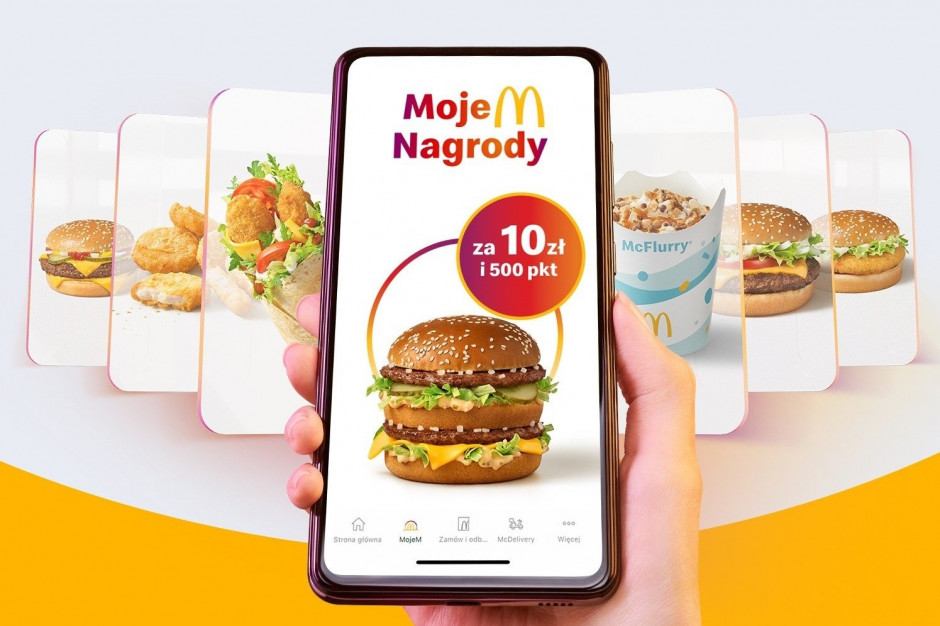 Moje
Nagrody
za 10zł
i 500 pkt
McFlurry®
Strona główna
MojeM
Zamów i odb...
McDelivery
Więcej